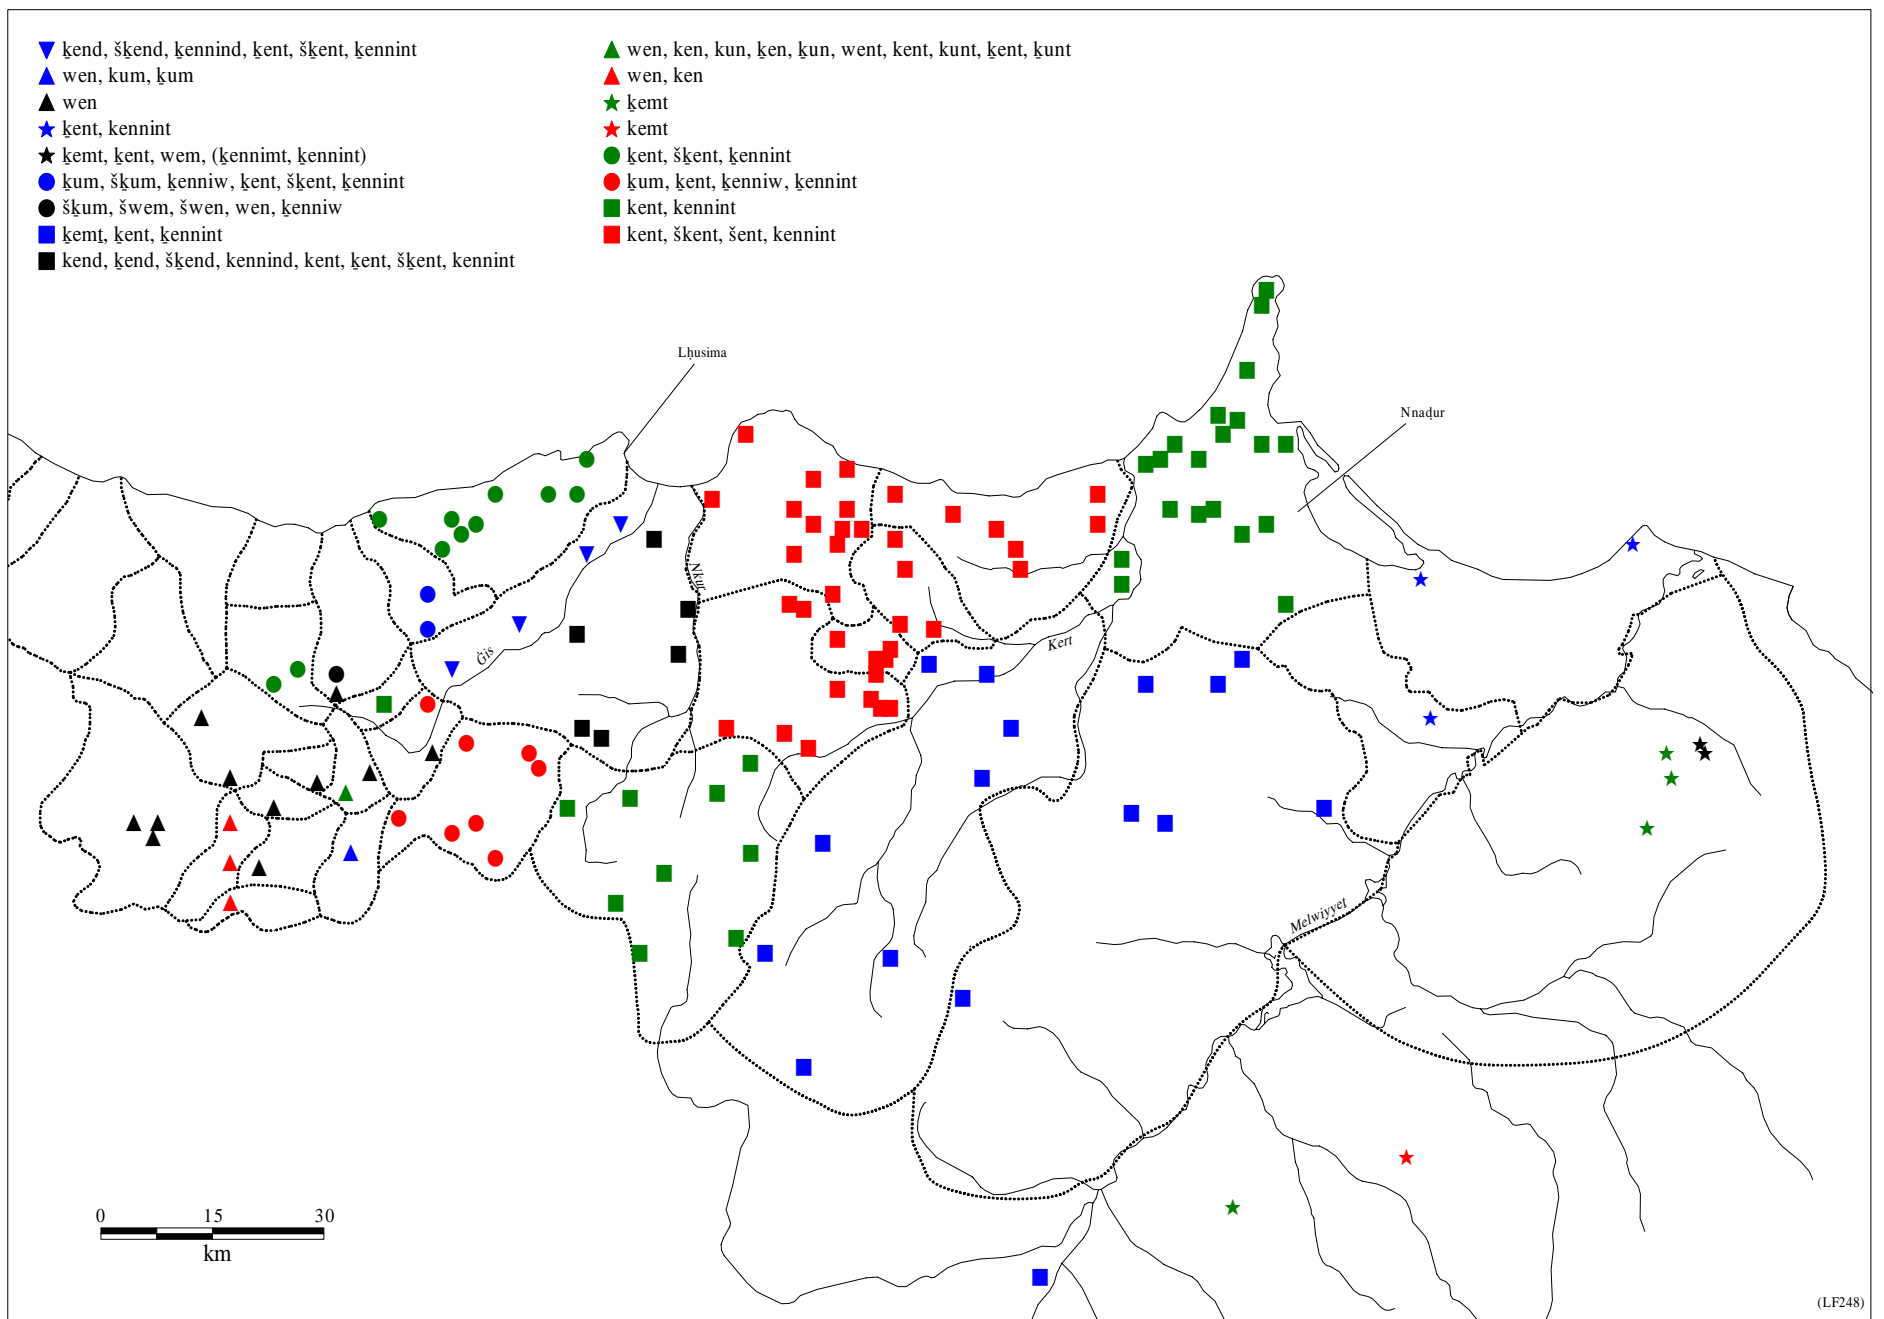 ḵend, šḵend, ḵennind, ḵent, šḵent, ḵennint
wen, kum, ḵum
wen
ḵent, kennint
ḵemt, ḵent, wem, (ḵennimt, ḵennint)
ḵum, šḵum, ḵenniw, ḵent, šḵent, ḵennint
šḵum, šwem, šwen, wen, ḵenniw
ḵemṯ, ḵent, ḵennint
kend, ḵend, šḵend, kennind, kent, ḵent, šḵent, kennint
wen, ken, kun, ḵen, ḵun, went, kent, kunt, ḵent, ḵunt
wen, ken
ḵemt
kemt
ḵent, šḵent, ḵennint
ḵum, ḵent, ḵenniw, ḵennint
kent, kennint
kent, škent, šent, kennint
Lḥusima
Nnaḍur
Nkur
Ğis
Kert
Melwiyyet
0 15 30
km
(LF248)